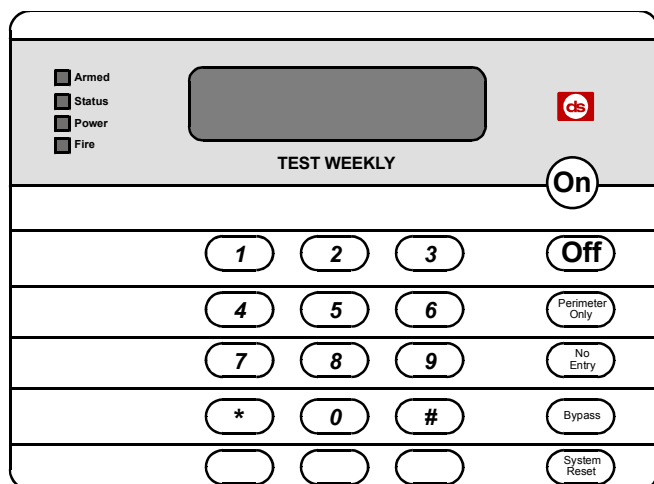 Armed
Status
Power
Fire
ds
TEST WEEKLY
On
1 2 3 Off
4 5 6 Perimeter
Only
7 8 9 No
Entry
* 0 # Bypass
System
Reset